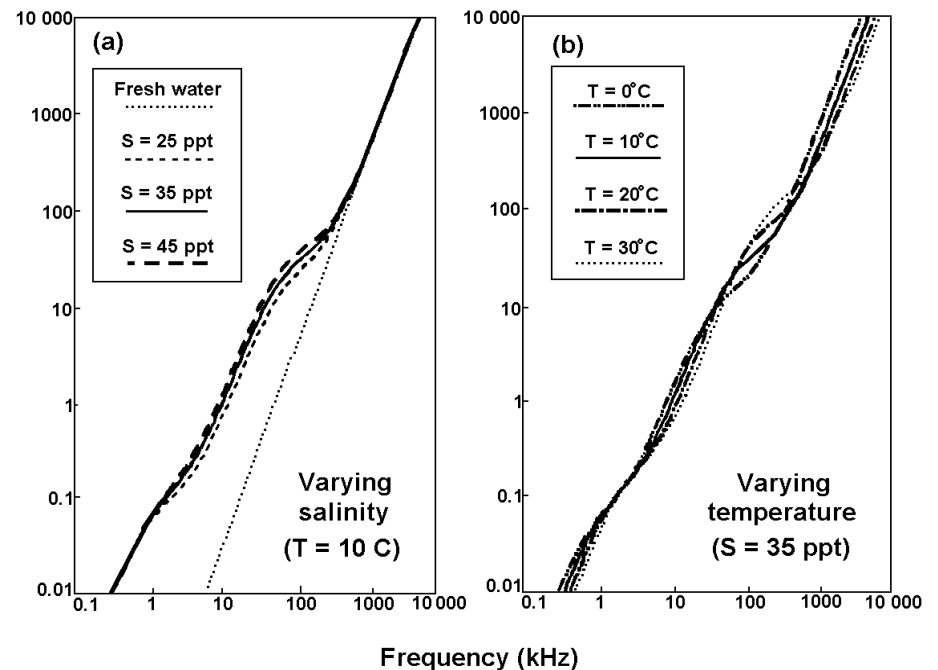 (a)
10 000
1000
100
10
1
0.1
0.01
Fresh water
S = 25 ppt
S = 35 ppt
S = 45 ppt
Varying
salinity
(T = 10 C)
0.1 1 10 100 1000 10 000
(b)
10 000
1000
100
10
1
0.1
0.01
T = 0°C
T = 10°C
T = 20°C
T = 30°C
Varying
temperature
(S = 35 ppt)
0.1 1 10 100 1000 10 000
Frequency (kHz)